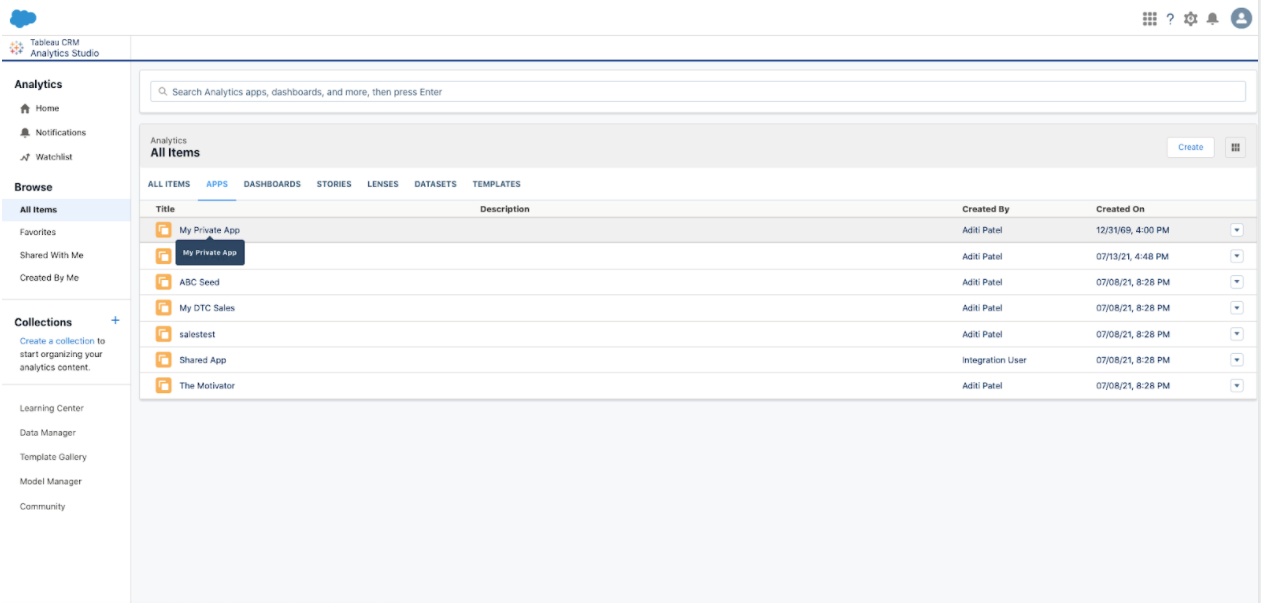 ?
Tableau CRM
Analytics Studio
Analytics
Home
Notifications
Watchlist
Browse
All Items
Favorites
Shared With Me
Created By Me
Collections +
Create a collection to
start organizing your
analytics content.
Learning Center
Data Manager
Template Gallery
Model Manager
Community
Search Analytics apps, dashboards, and more, then press Enter
Analytics
All Items
Create
ALL ITEMS APPS DASHBOARDS STORIES LENSES DATASETS TEMPLATES
Title Description Created By Created On
My Private App Aditi Patel 12/31/69, 4:00 PM
My Private App
Aditi Patel 07/13/21, 4:48 PM
ABC Seed Aditi Patel 07/08/21, 8:28 PM
My DTC Sales Aditi Patel 07/08/21, 8:28 PM
salestest Aditi Patel 07/08/21, 8:28 PM
Shared App Integration User 07/08/21, 8:28 PM
The Motivator Aditi Patel 07/08/21, 8:28 PM